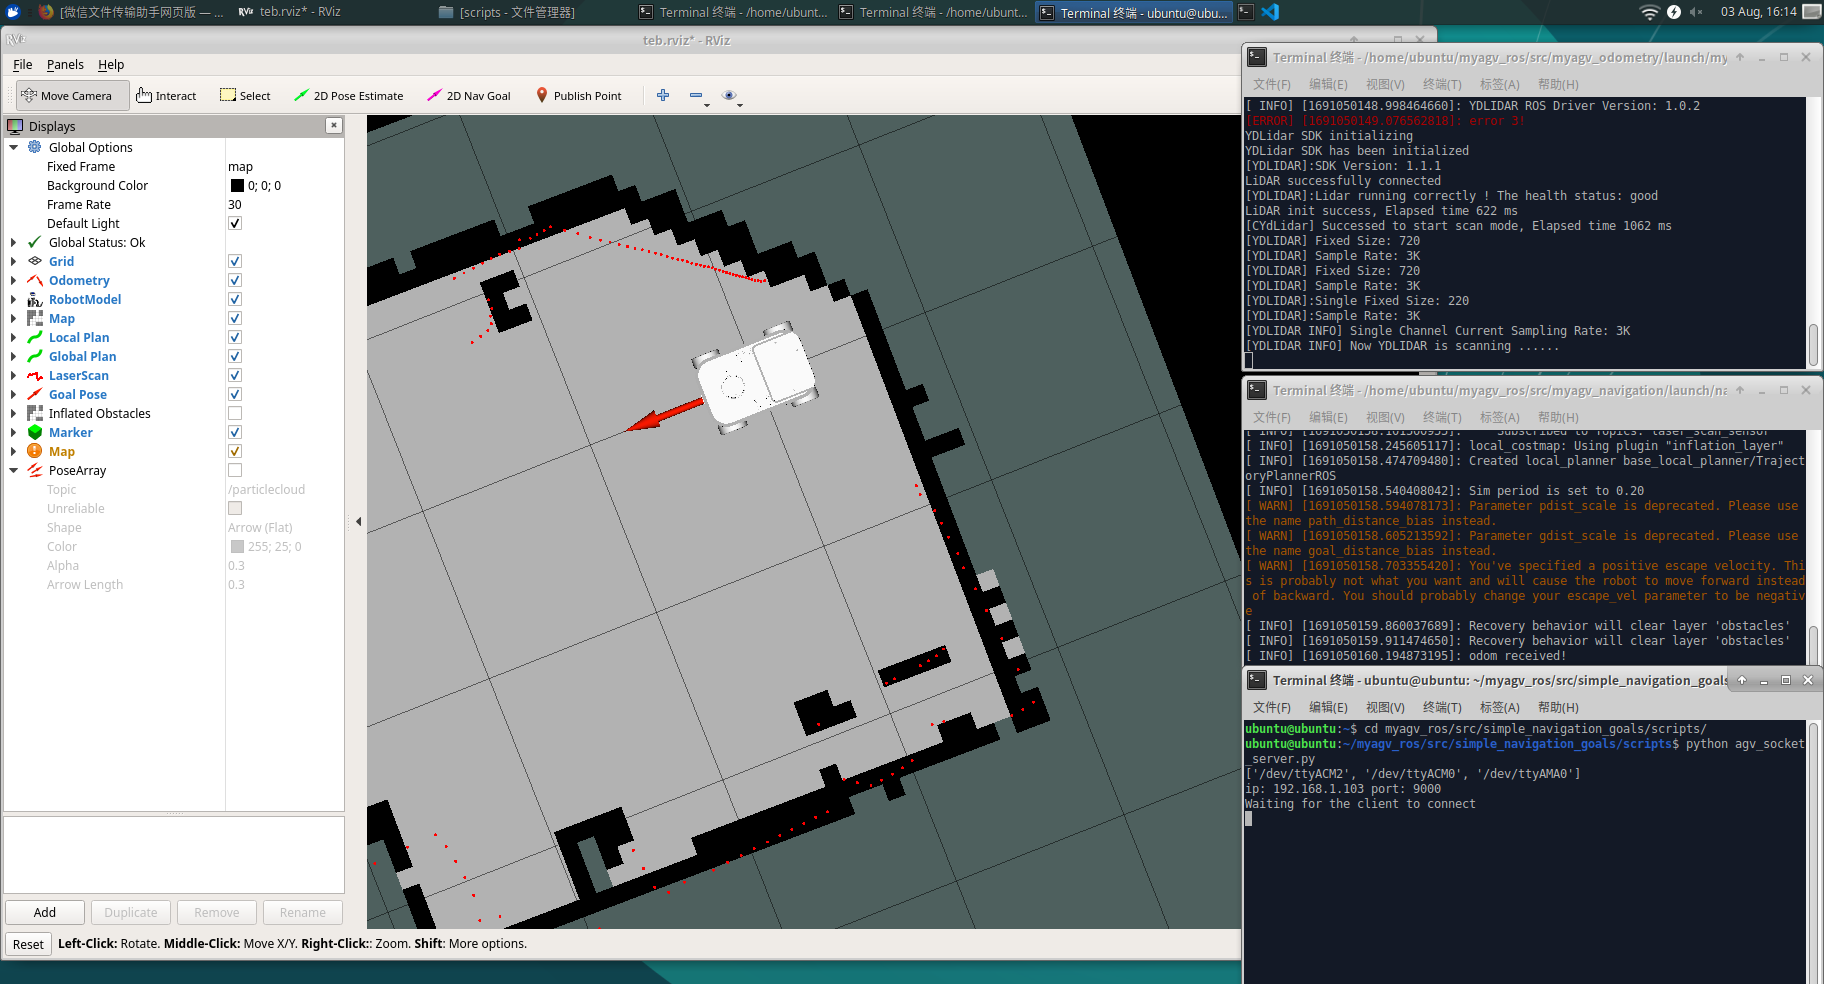 [微信文件传输助手网页版 — ...
teb.rviz* - RViz
[scripts - 文件管理器]
Terminal 终端 - /home/ubunt...
Terminal 终端 - /home/ubunt...
Terminal 终端 - ubuntu@ubu...
03 Aug, 16:14
teb.rviz* - RViz
File Panels Help
Move Camera Interact Select 2D Pose Estimate 2D Nav Goal Publish Point
Displays
Global Options
Fixed Frame map
Background Color 0; 0; 0
Frame Rate 30
Default Light
Global Status: Ok
Grid
Odometry
RobotModel
Map
Local Plan
Global Plan
LaserScan
Goal Pose
Inflated Obstacles
Marker
Map
PoseArray
Topic /particlecloud
Unreliable
Shape Arrow (Flat)
Color 255; 25; 0
Alpha 0.3
Arrow Length 0.3
Add Duplicate Remove Rename
Reset Left-Click: Rotate. Middle-Click: Move X/Y. Right-Click:: Zoom. Shift: More options.
Terminal 终端 - /home/ubuntu/myagv_ros/src/myagv_odometry/launch/my
文件(F) 编辑(E) 视图(V) 终端(T) 标签(A) 帮助(H)
[ INFO] [1691050148.998464660]: YDLIDAR ROS Driver Version: 1.0.2
[ERROR] [1691050149.076562818]: error 3!
YDLidar SDK initializing
YDLidar SDK has been initialized
[YDLIDAR]:SDK Version: 1.1.1
LiDAR successfully connected
[YDLIDAR]:Lidar running correctly ! The health status: good
LiDAR init success, Elapsed time 622 ms
[CYdLidar] Successed to start scan mode, Elapsed time 1062 ms
[YDLIDAR] Fixed Size: 720
[YDLIDAR] Sample Rate: 3K
[YDLIDAR] Fixed Size: 720
[YDLIDAR] Sample Rate: 3K
[YDLIDAR]:Single Fixed Size: 220
[YDLIDAR]:Sample Rate: 3K
[YDLIDAR INFO] Single Channel Current Sampling Rate: 3K
[YDLIDAR INFO] Now YDLIDAR is scanning ......
Terminal 终端 - /home/ubuntu/myagv_ros/src/myagv_navigation/launch/na
文件(F) 编辑(E) 视图(V) 终端(T) 标签(A) 帮助(H)
[ INFO] [1691050158.245605117]: local_costmap: Using plugin "inflation_layer"
[ INFO] [1691050158.474709480]: Created local_planner base_local_planner/Traject
oryPlannerROS
[ INFO] [1691050158.540408042]: Sim period is set to 0.20
[ WARN] [1691050158.594078173]: Parameter pdist_scale is deprecated. Please use
the name path_distance_bias instead.
[ WARN] [1691050158.605213592]: Parameter gdist_scale is deprecated. Please use
the name goal_distance_bias instead.
[ WARN] [1691050158.703355420]: You've specified a positive escape velocity. Thi
s is probably not what you want and will cause the robot to move forward instead
of backward. You should probably change your escape_vel parameter to be negativ
e
[ INFO] [1691050159.860037689]: Recovery behavior will clear layer 'obstacles'
[ INFO] [1691050159.911474650]: Recovery behavior will clear layer 'obstacles'
[ INFO] [1691050160.194873195]: odom received!
Terminal 终端 - ubuntu@ubuntu: ~/myagv_ros/src/simple_navigation_goals
文件(F) 编辑(E) 视图(V) 终端(T) 标签(A) 帮助(H)
ubuntu@ubuntu:~$ cd myagv_ros/src/simple_navigation_goals/scripts/
ubuntu@ubuntu:~/myagv_ros/src/simple_navigation_goals/scripts$ python agv_socket
_server.py
['/dev/ttyACM2', '/dev/ttyACM0', '/dev/ttyAMA0']
ip: 192.168.1.103 port: 9000
Waiting for the client to connect